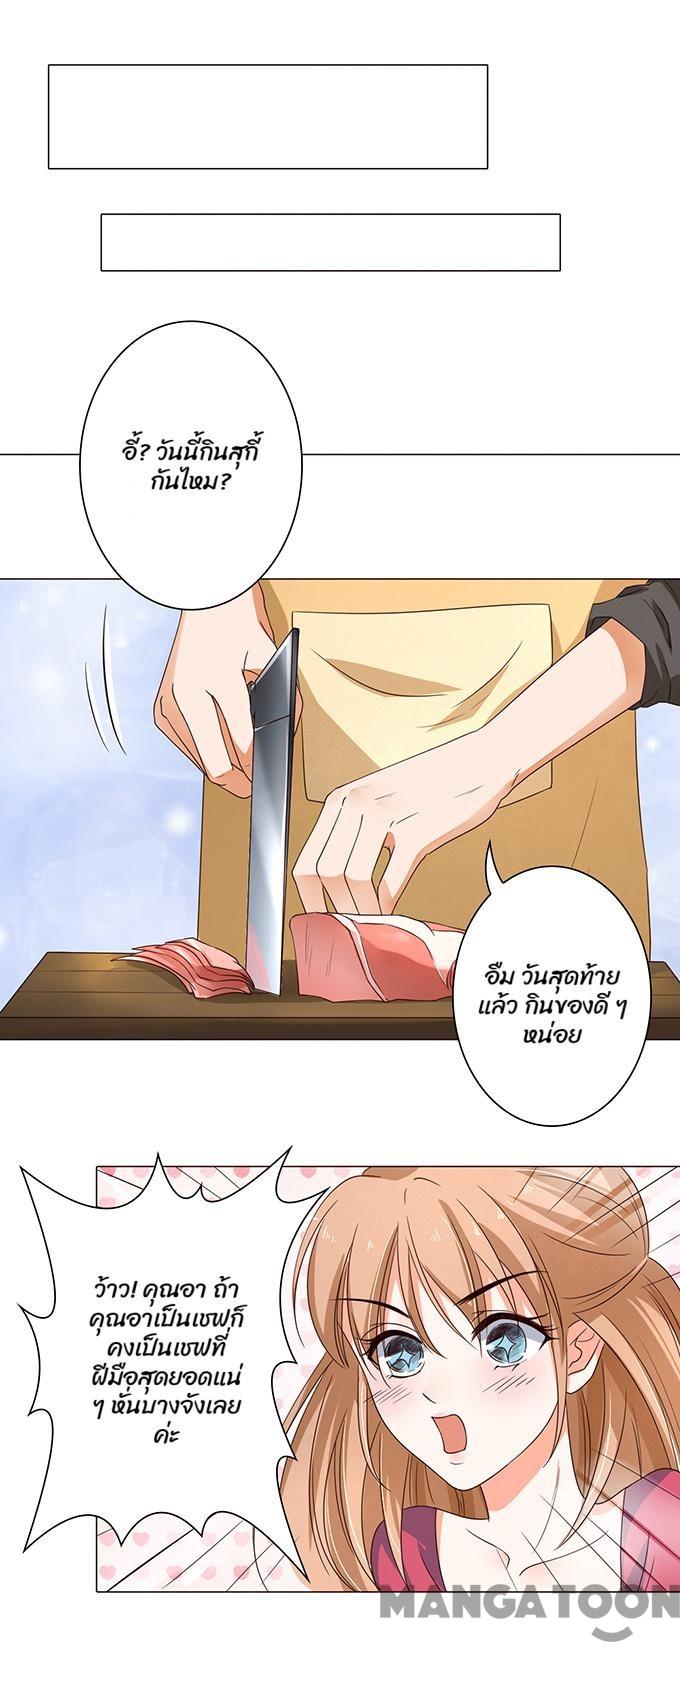 อี้? วันนี้กินสุกี้
กันไหม?
อืม วันสุดท้าย
แล้ว กินของดี ๆ
หน่อย
ว้าว! คุณอา ถ้า
คุณอาเป็นเชฟก็
คงเป็นเชฟที่
ฝีมือสุดยอดแน่
ๆ หั่นบางจังเลย
ค่ะ
MANGATOON